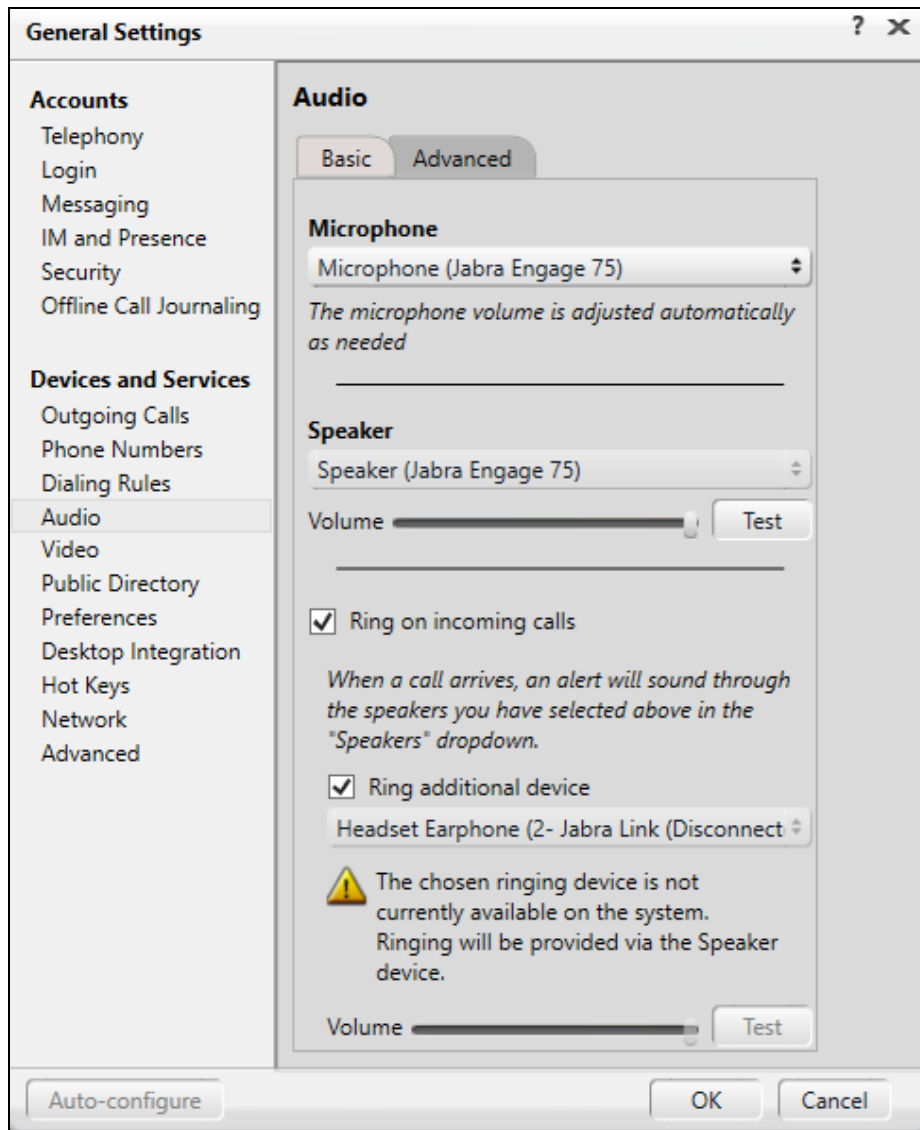 General Settings
?
Accounts
Telephony
Login
Messaging
IM and Presence
Security
Offline Call Journaling
Devices and Services
Outgoing Calls
Phone Numbers
Dialing Rules
Audio
Video
Public Directory
Preferences
Desktop Integration
Hot Keys
Network
Advanced
Audio
Basic
Advanced
Microphone
Microphone (Jabra Engage 75)
The microphone volume is adjusted automatically
as needed
Speaker
Speaker (Jabra Engage 75)
Volume
Test
Ring on incoming calls
When a call arrives, an alert will sound through
the speakers you have selected above in the
"Speakers" dropdown.
Ring additional device
Headset Earphone (2- Jabra Link (Disconnect
The chosen ringing device is not
currently available on the system.
Ringing will be provided via the Speaker
device.
Volume
Test
Auto-configure
OK
Cancel